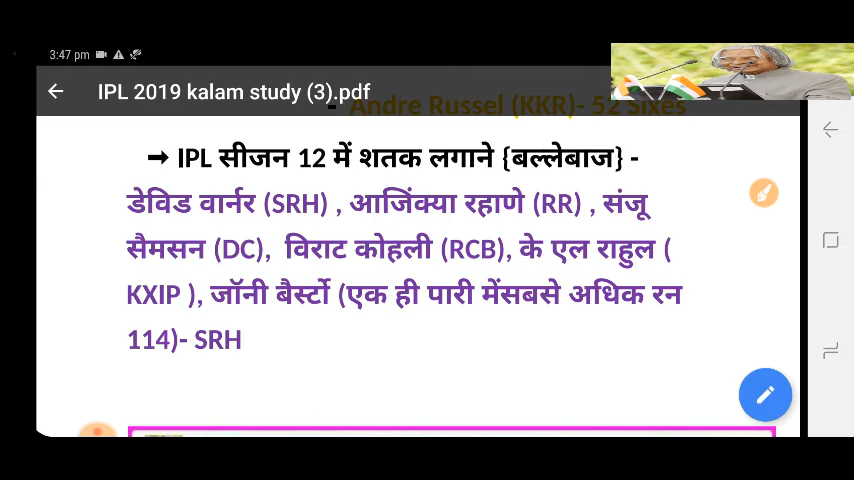 3:47 pm
IPL 2019 kalam study (3).pdf
- Andre Russel (KKR)- 52 Sixes
➞ IPL सीजन 12 में शतक लगाने {बल्लेबाज} -
डेविड वार्नर (SRH) , आजिंक्या रहाणे (RR) , संजू
सैमसन (DC), विराट कोहली (RCB), के एल राहुल (
KXIP ), जॉनी बैर्स्टो (एक ही पारी मेंसबसे अधिक रन
114)- SRH